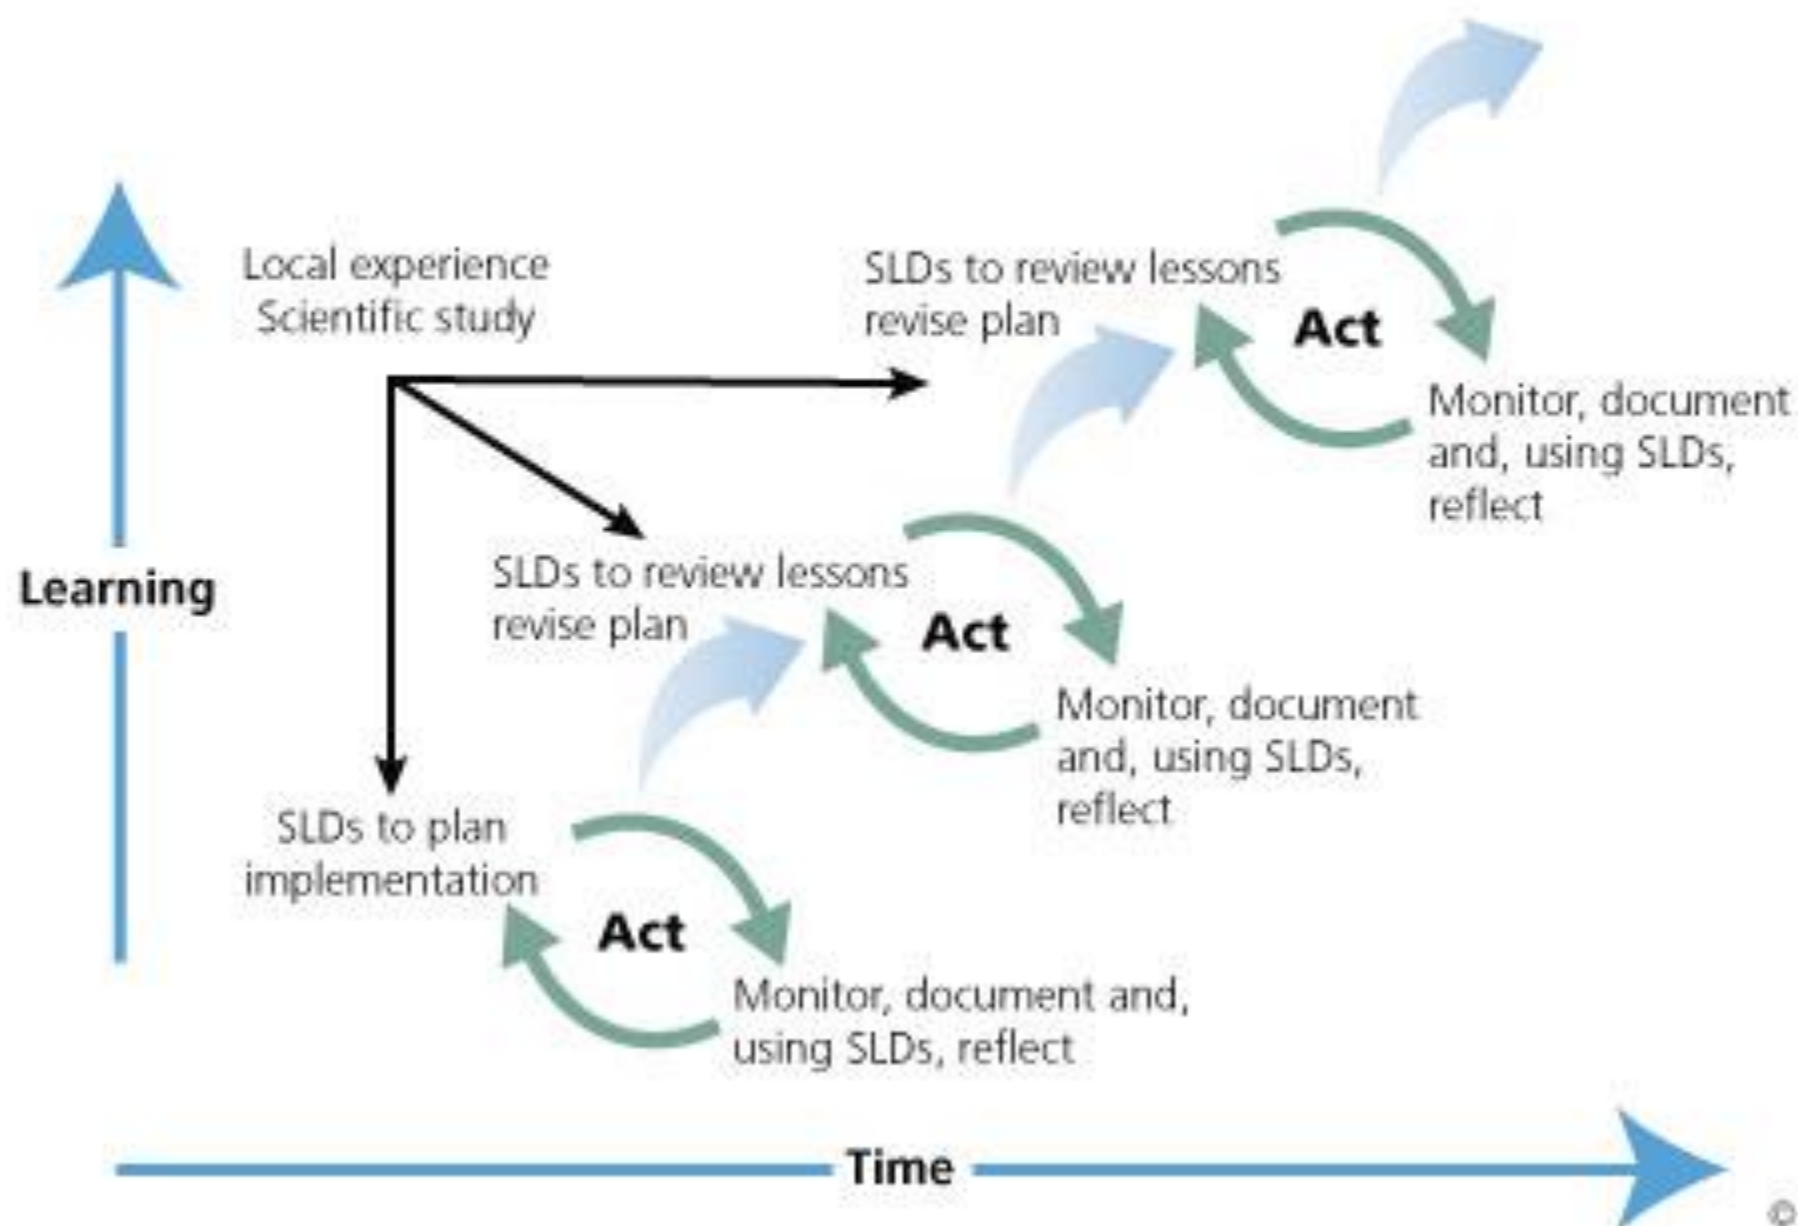 Local experience
Scientific study
SLDs to review lessons
revise plan
Act
Monitor, document
and, using SLDs,
reflect
Learning
SLDs to review lessons
revise plan
Act
Monitor, document
and, using SLDs,
reflect
SLDs to plan
implementation
Act
Monitor, document and,
using SLDs, reflect
Time
©